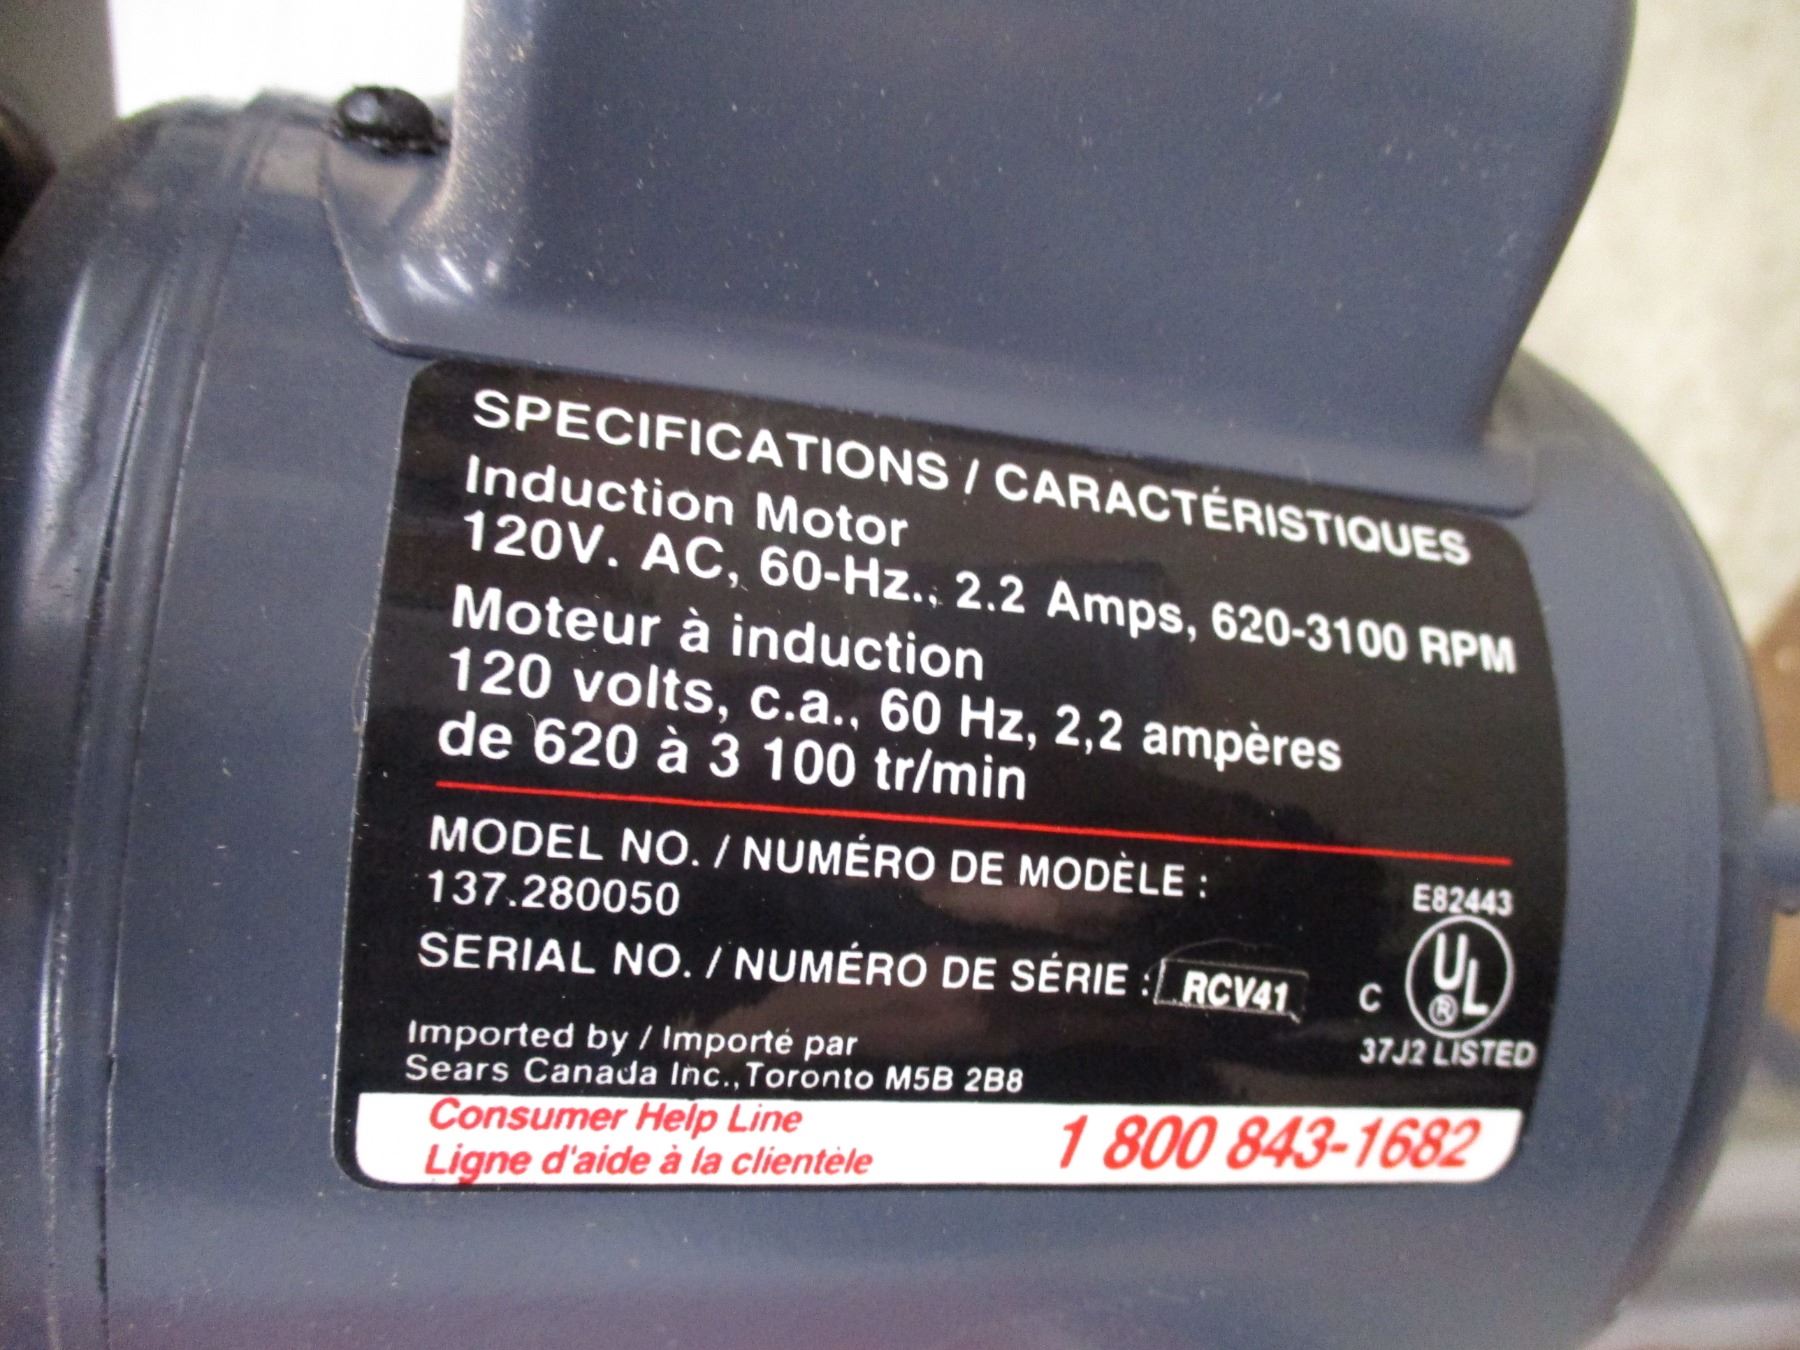 SPECIFICATIONS / CARACTÉRISTIQUES
Induction Motor
120V. AC, 60-Hz., 2.2 Amps, 620-3100 RPM
Moteur à induction
120 volts, c.a., 60 Hz, 2,2 ampères
de 620 à 3 100 tr/min
MODEL NO. / NUMÉRO DE MODÈLE :
137.280050
SERIAL NO. / NUMÉRO DE SÉRIE : RCV41
E82443
C UL ®
37J2 LISTED
Imported by / Importé par
Sears Canada Inc., Toronto M5B 2B8
Consumer Help Line
Ligne d'aide à la clientèle
1 800 843-1682